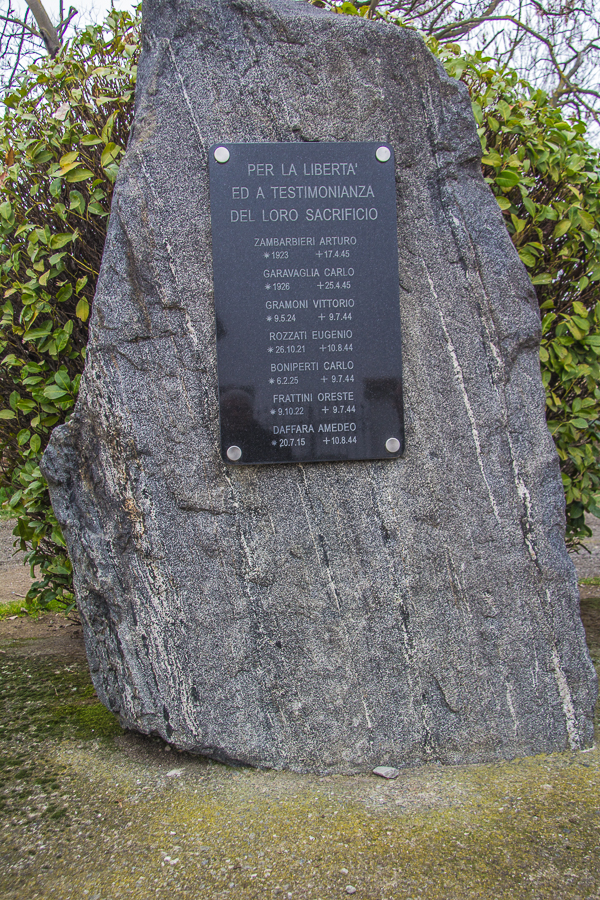 PER LA LIBERTA'
ED A TESTIMONIANZA
DEL LORO SACRIFICIO
ZAMBARBIERI ARTURO
*1923 +17.4.45
GARAVAGLIA CARLO
*1926 +25.4.45
GRAMONI VITTORIO
*9.5.24 +9.7.44
ROZZATI EUGENIO
*26.10.21 +10.8.44
BONIPERTI CARLO
*6.2.25 +9.7.44
FRATTINI ORESTE
*9.10.22 +9.7.44
DAFFARA AMEDEO
*20.7.15 +10.8.44